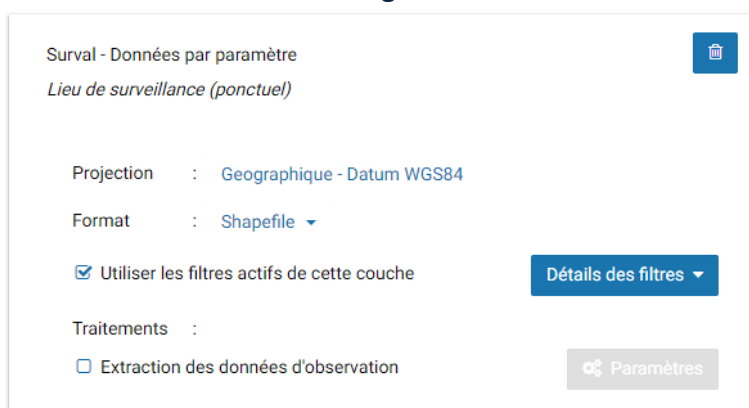 Surval - Données par paramètre
Lieu de surveillance (ponctuel)
Projection : Geographique - Datum WGS84
Format : Shapefile
Utiliser les filtres actifs de cette couche
Détails des filtres
Traitements :
Extraction des données d'observation
Paramètres